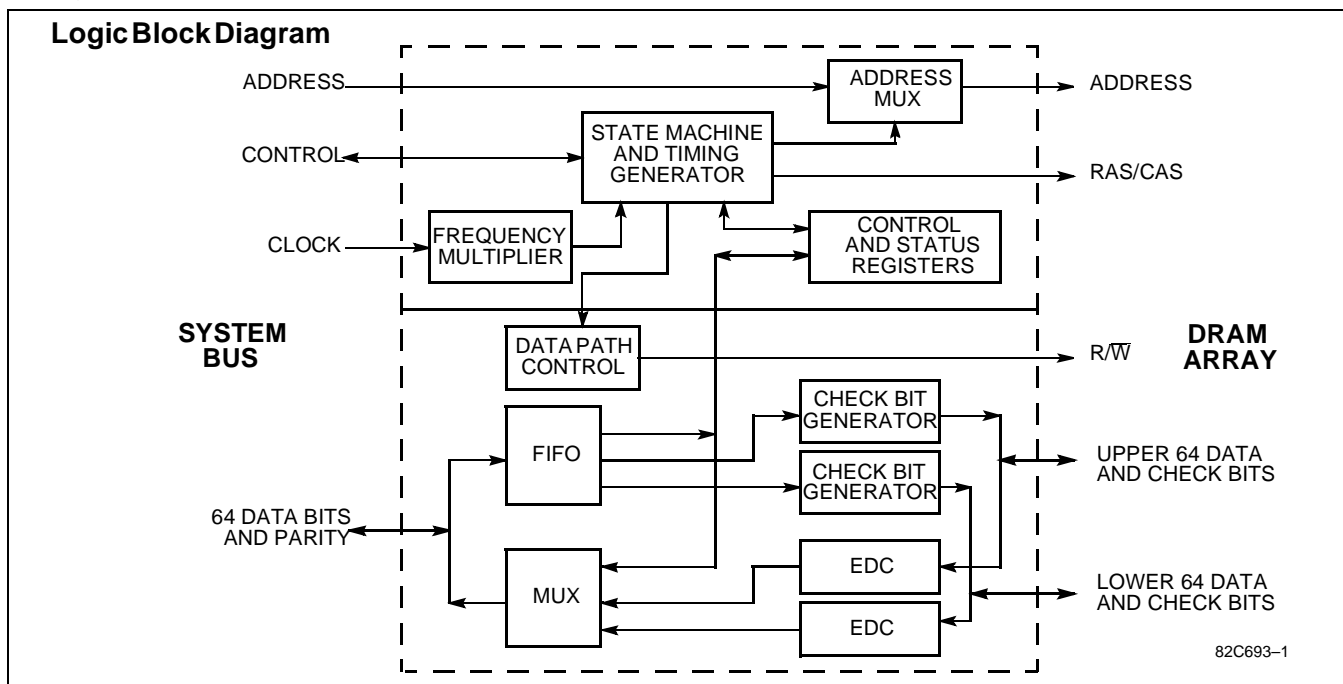 Logic Block Diagram
ADDRESS
ADDRESS
MUX
ADDRESS
STATE MACHINE
AND TIMING
GENERATOR
CONTROL
RAS/CAS
CLOCK
FREQUENCY
MULTIPLIER
CONTROL
AND STATUS
REGISTERS
SYSTEM
BUS
DATA PATH
CONTROL
R/W̅
DRAM
ARRAY
CHECK BIT
GENERATOR
FIFO
UPPER 64 DATA
AND CHECK BITS
CHECK BIT
GENERATOR
64 DATA BITS
AND PARITY
EDC
MUX
LOWER 64 DATA
AND CHECK BITS
EDC
82C693–1